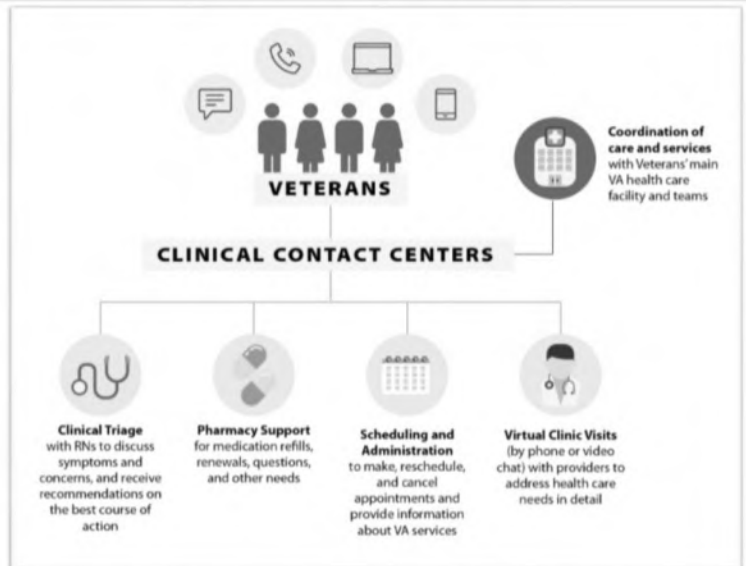 VETERANS
Coordination of
care and services
with Veterans' main
VA health care
facility and teams
CLINICAL CONTACT CENTERS
Clinical Triage
with RNs to discuss
symptoms and
concerns, and receive
recommendations on
the best course of
action
Pharmacy Support
for medication refills,
renewals, questions,
and other needs
Scheduling and
Administration
to make, reschedule,
and cancel
appointments and
provide information
about VA services
Virtual Clinic Visits
(by phone or video
chat) with providers to
address health care
needs in detail